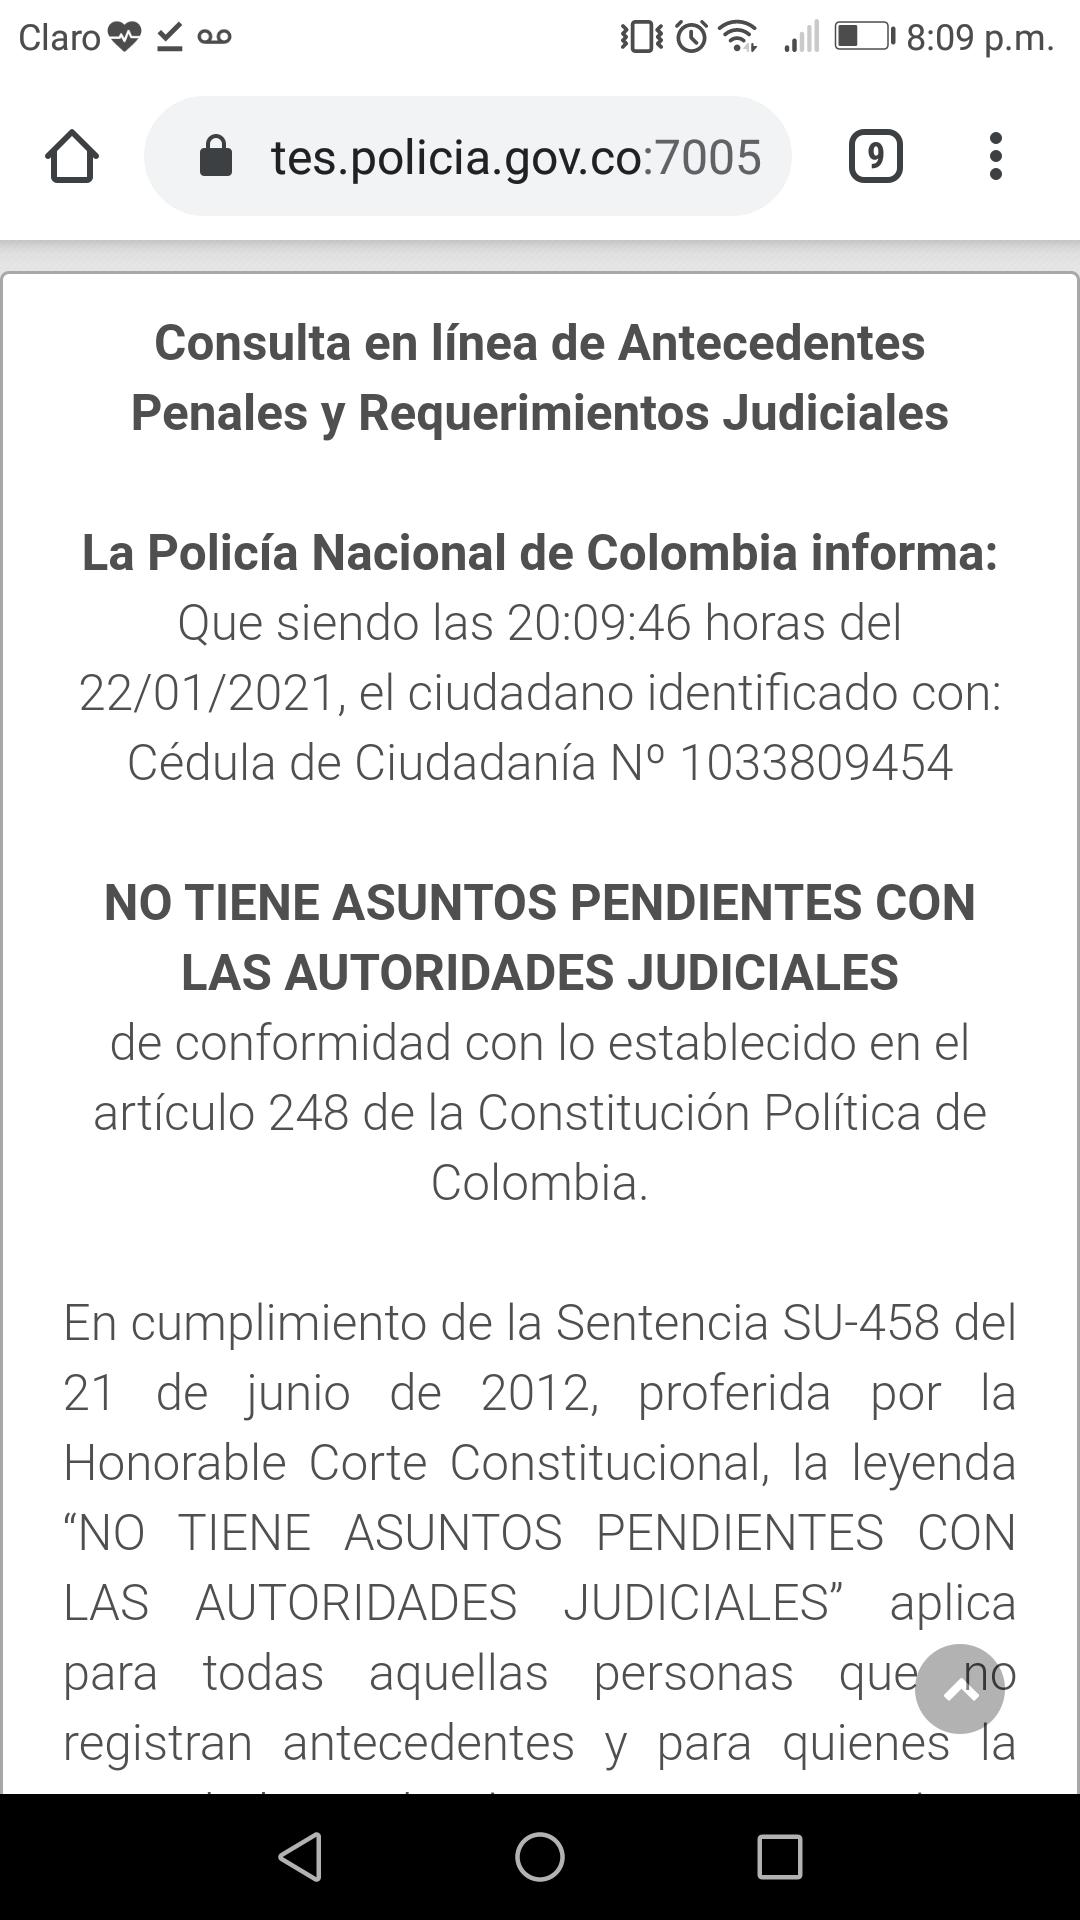 Claro 8:09 p.m.
tes.policia.gov.co:7005 9
Consulta en línea de Antecedentes
Penales y Requerimientos Judiciales
La Policía Nacional de Colombia informa:
Que siendo las 20:09:46 horas del
22/01/2021, el ciudadano identificado con:
Cédula de Ciudadanía Nº 1033809454
NO TIENE ASUNTOS PENDIENTES CON
LAS AUTORIDADES JUDICIALES
de conformidad con lo establecido en el
artículo 248 de la Constitución Política de
Colombia.
En cumplimiento de la Sentencia SU-458 del
21 de junio de 2012, proferida por la
Honorable Corte Constitucional, la leyenda
“NO TIENE ASUNTOS PENDIENTES CON
LAS AUTORIDADES JUDICIALES” aplica
para todas aquellas personas que no
registran antecedentes y para quienes la